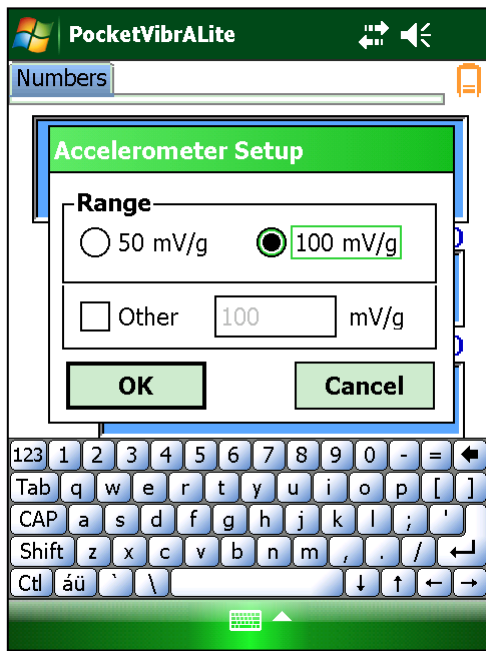 PocketVibrALite
Numbers
Accelerometer Setup
Range
50 mV/g 100 mV/g
Other 100 mV/g
OK Cancel
123 1 2 3 4 5 6 7 8 9 0 - =
Tab q w e r t y u i o p [ ]
CAP a s d f g h j k l ; '
Shift z x c v b n m , . /
Ctl áü ` \